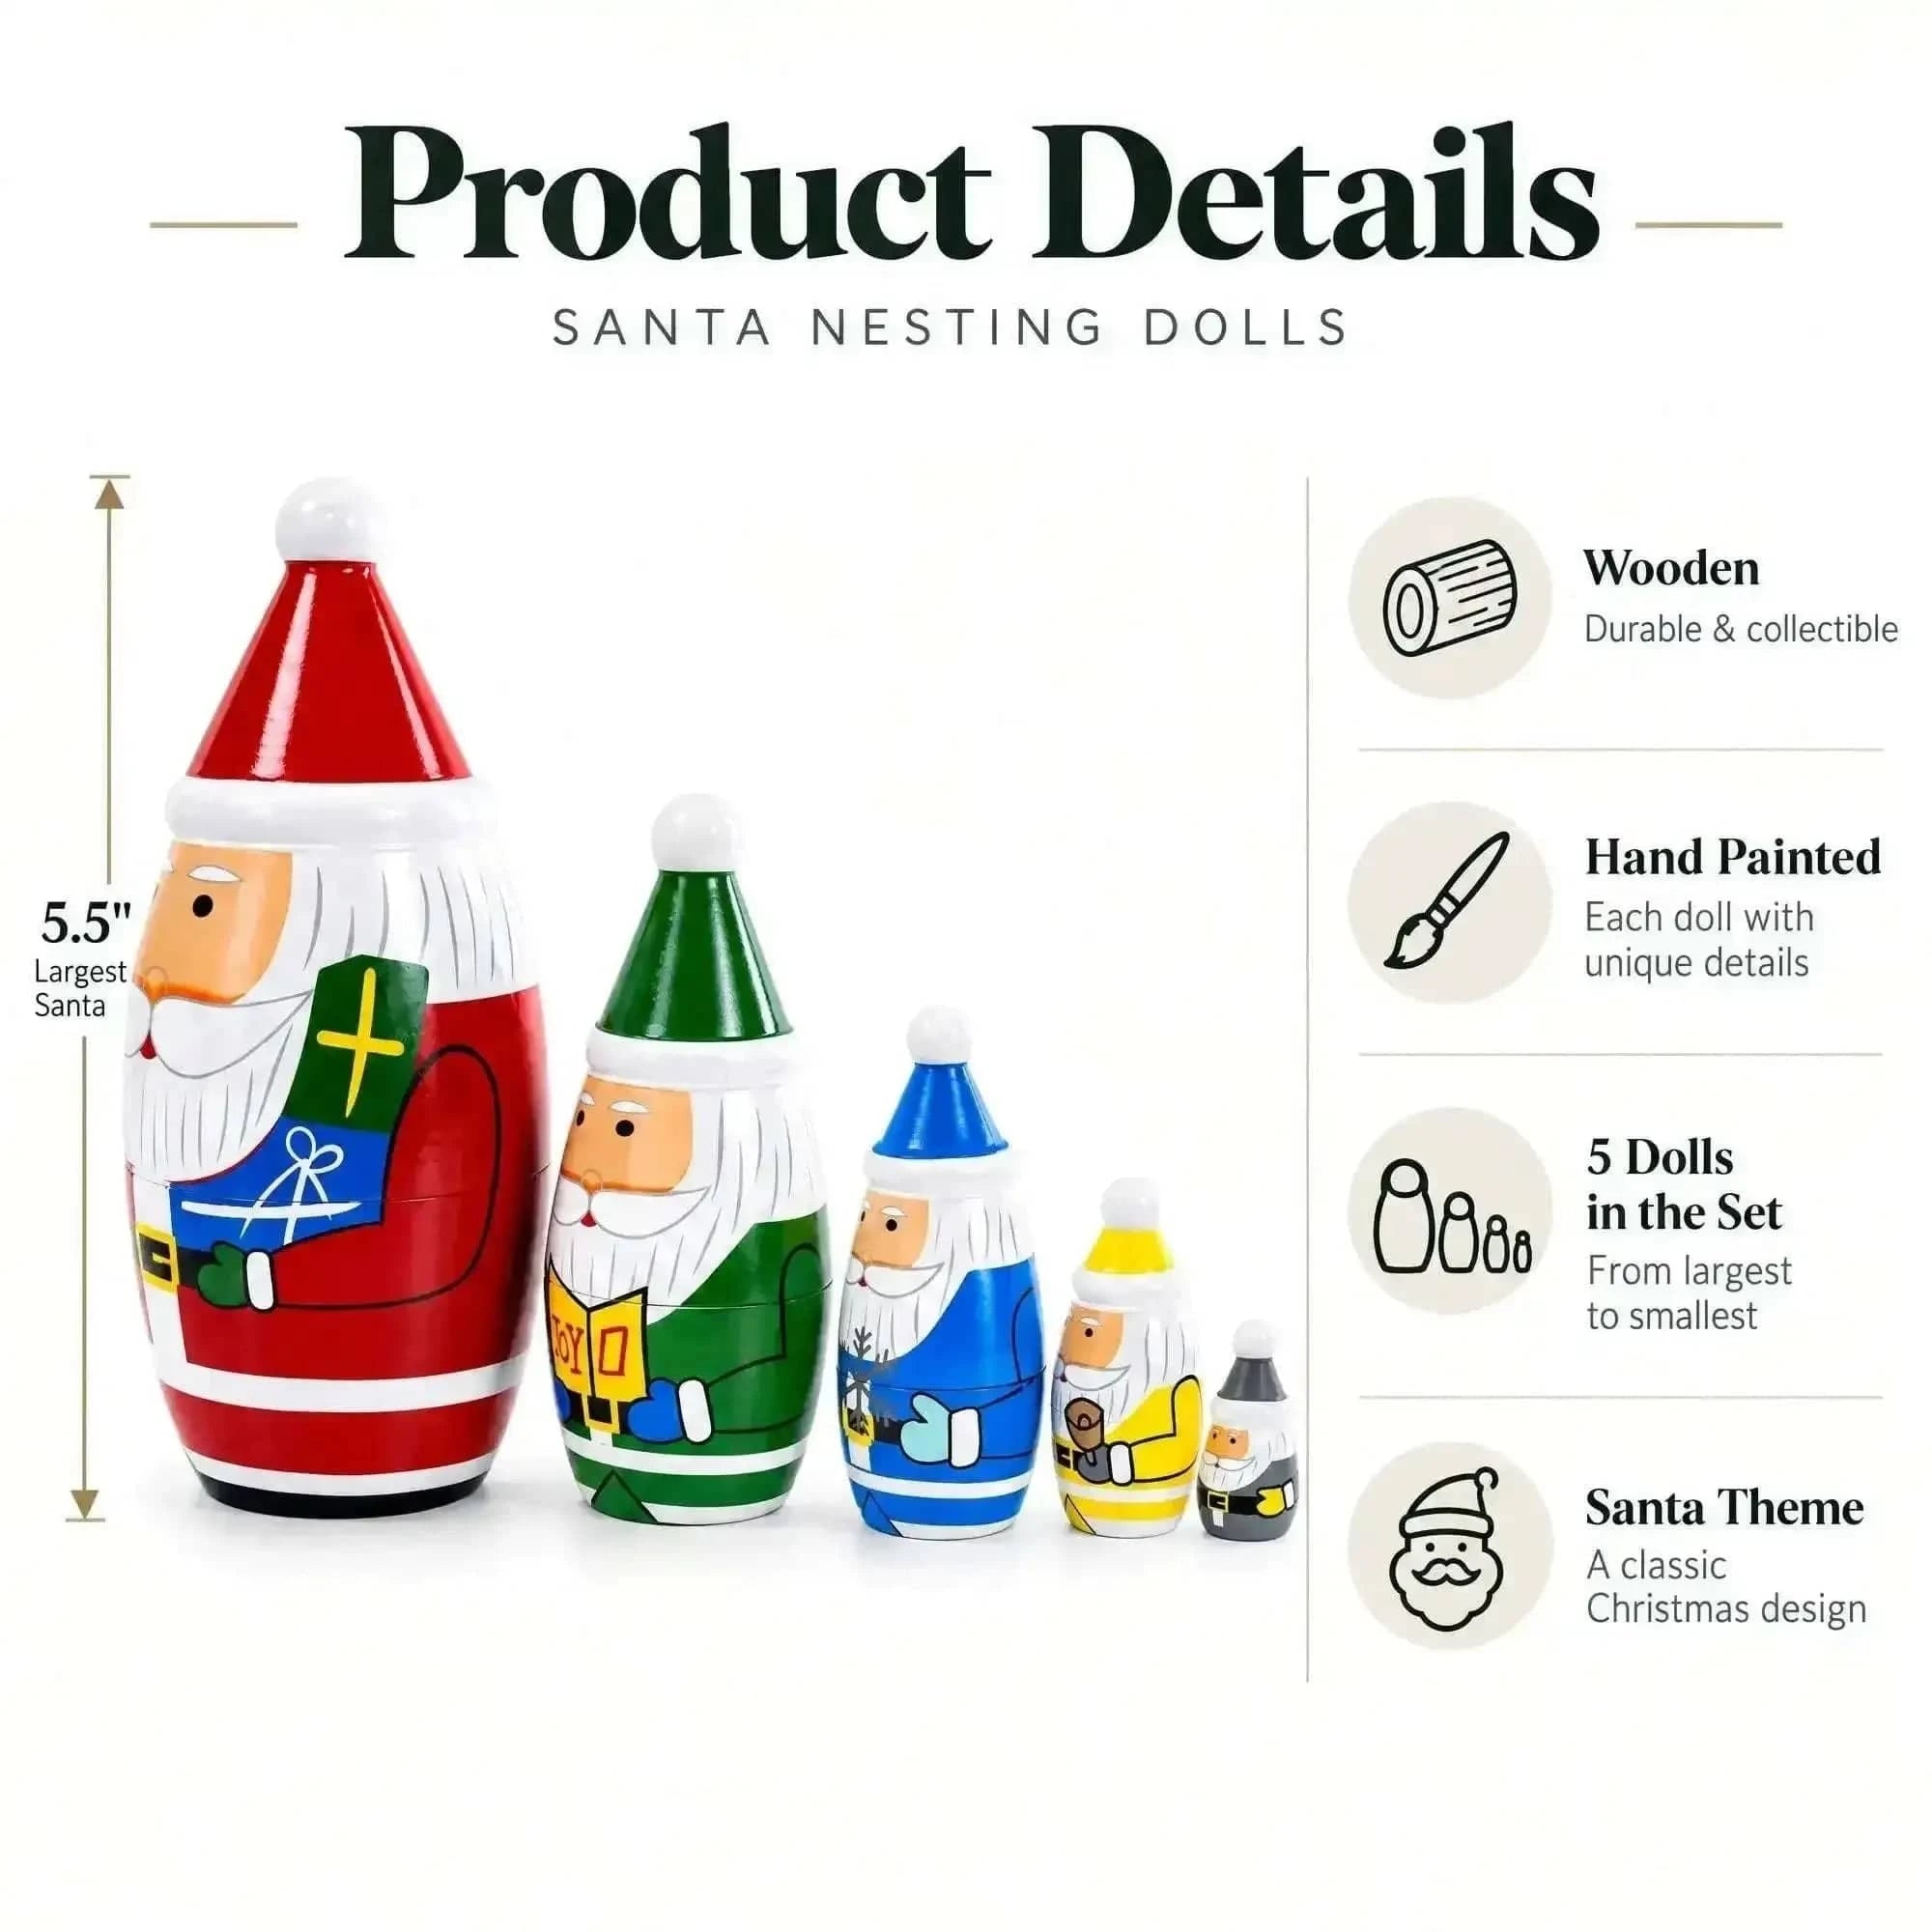 Product Details
SANTA NESTING DOLLS
5.5"
Largest
Santa
JOY
Wooden
Durable & collectible
Hand Painted
Each doll with
unique details
5 Dolls
in the Set
From largest
to smallest
Santa Theme
A classic
Christmas design